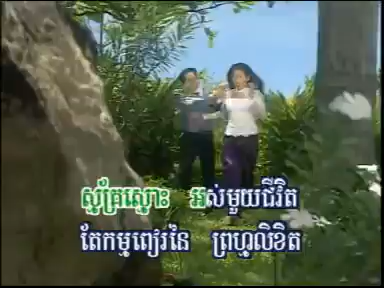 ស្ម័គ្រស្មោះ អស់មួយជីវិត
តែកម្មពៀរនៃ ព្រហ្មលិខិត